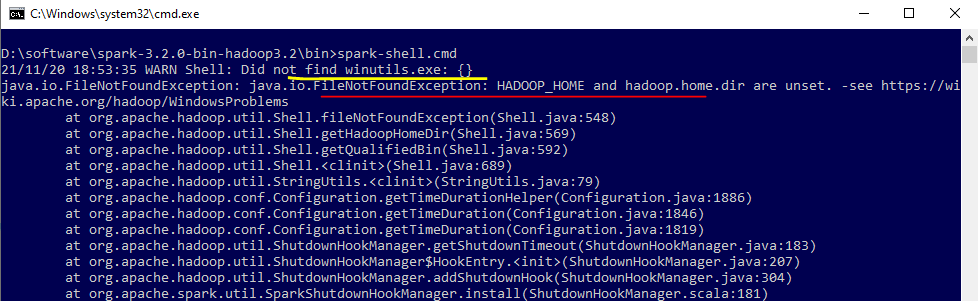 C:\Windows\system32\cmd.exe
D:\software\spark-3.2.0-bin-hadoop3.2\bin>spark-shell.cmd
21/11/20 18:53:35 WARN Shell: Did not find winutils.exe: {}
java.io.FileNotFoundException: java.io.FileNotFoundException: HADOOP_HOME and hadoop.home.dir are unset. -see https://wi
ki.apache.org/hadoop/WindowsProblems
at org.apache.hadoop.util.Shell.fileNotFoundException(Shell.java:548)
at org.apache.hadoop.util.Shell.getHadoopHomeDir(Shell.java:569)
at org.apache.hadoop.util.Shell.getQualifiedBin(Shell.java:592)
at org.apache.hadoop.util.Shell.<clinit>(Shell.java:689)
at org.apache.hadoop.util.StringUtils.<clinit>(StringUtils.java:79)
at org.apache.hadoop.conf.Configuration.getTimeDurationHelper(Configuration.java:1886)
at org.apache.hadoop.conf.Configuration.getTimeDuration(Configuration.java:1846)
at org.apache.hadoop.conf.Configuration.getTimeDuration(Configuration.java:1819)
at org.apache.hadoop.util.ShutdownHookManager.getShutdownTimeout(ShutdownHookManager.java:183)
at org.apache.hadoop.util.ShutdownHookManager$HookEntry.<init>(ShutdownHookManager.java:207)
at org.apache.hadoop.util.ShutdownHookManager.addShutdownHook(ShutdownHookManager.java:304)
at org.apache.spark.util.SparkShutdownHookManager.install(ShutdownHookManager.scala:181)